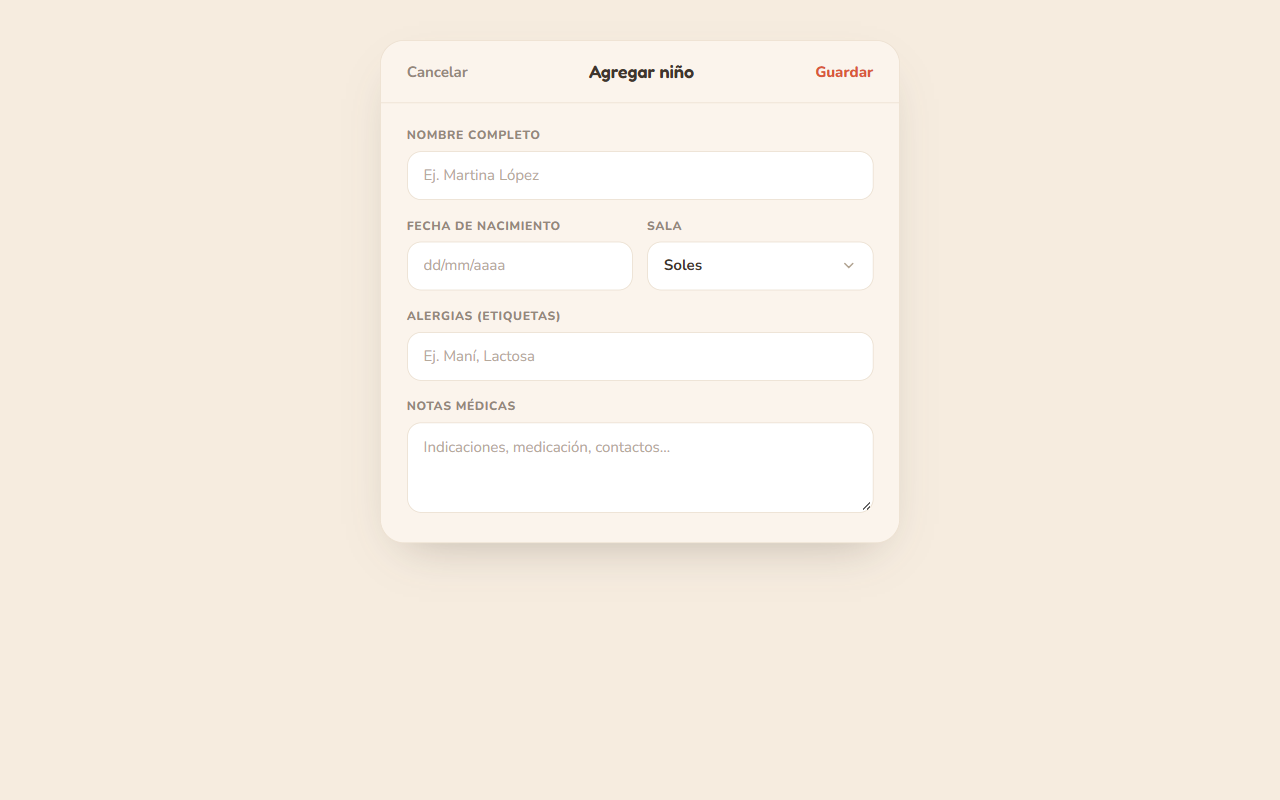 Cancelar
Agregar niño
Guardar
NOMBRE COMPLETO
Ej. Martina López
FECHA DE NACIMIENTO
SALA
dd/mm/aaaa
Soles
ALERGIAS (ETIQUETAS)
Ej. Maní, Lactosa
NOTAS MÉDICAS
Indicaciones, medicación, contactos...